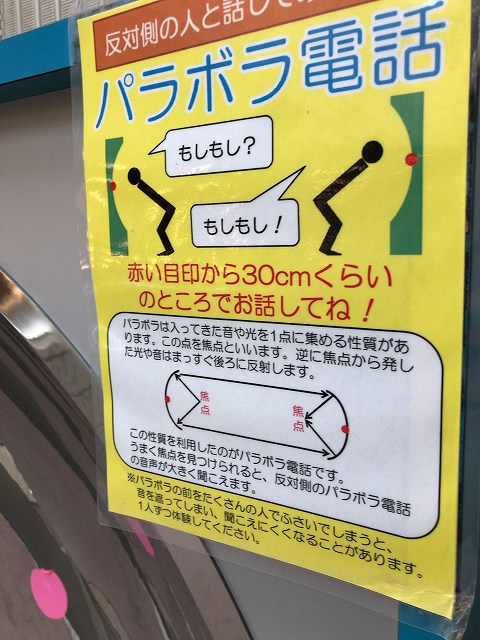 反対側の人と話してみ
パラボラ電話
もしもし？
もしもし！
赤い目印から30cmくらい
のところでお話してね！
パラボラは入ってきた音や光を1点に集める性質があ
ります。この点を焦点といいます。逆に焦点から発し
た光や音はまっすぐ後ろに反射します。
焦点
焦点
この性質を利用したのがパラボラ電話です。
うまく焦点を見つけられると、反対側のパラボラ電話
の音声が大きく聞こえます。
※パラボラの前をたくさんの人でふさいでしまうと、
音を遮ってしまい、聞こえにくくなることがあります。
1人ずつ体験してください。